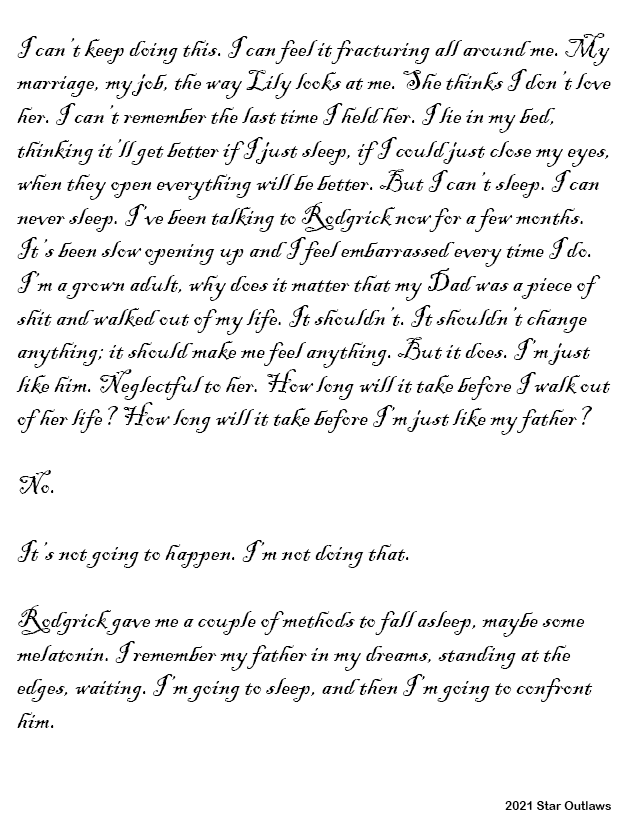 I can't keep doing this. I can feel it fracturing all around me. My
marriage, my job, the way Lily looks at me. She thinks I don't love
her. I can't remember the last time I held her. I lie in my bed,
thinking it'll get better if I just sleep, if I could just close my eyes,
when they open everything will be better. But I can't sleep. I can
never sleep. I've been talking to Rodgrick now for a few months.
It's been slow opening up and I feel embarrassed every time I do.
I'm a grown adult, why does it matter that my Dad was a piece of
shit and walked out of my life. It shouldn't. It shouldn't change
anything; it should make me feel anything. But it does. I'm just
like him. Neglectful to her. How long will it take before I walk out
of her life? How long will it take before I'm just like my father?
No.
It's not going to happen. I'm not doing that.
Rodgrick gave me a couple of methods to fall asleep, maybe some
melatonin. I remember my father in my dreams, standing at the
edges, waiting. I'm going to sleep, and then I'm going to confront
him.
2021 Star Outlaws